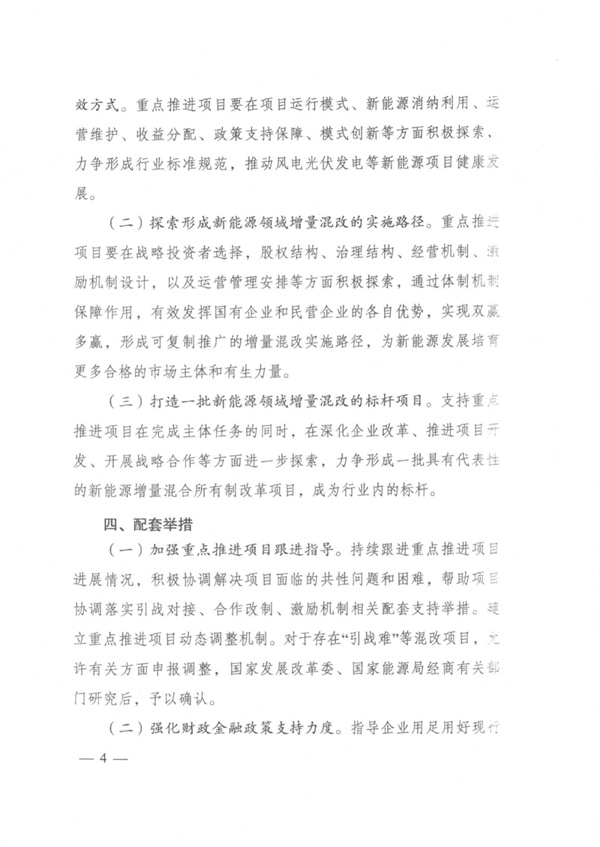 效方式。重点推进项目要在项目运行模式、新能源消纳利用、运
营维护、收益分配、政策支持保障、模式创新等方面积极探索，
力争形成行业标准规范，推动风电光伏发电等新能源项目健康发
展。
（二）探索形成新能源领域增量混改的实施路径。重点推进
项目要在战略投资者选择，股权结构、治理结构、经营机制、激
励机制设计，以及运营管理安排等方面积极探索，通过体制机制
保障作用，有效发挥国有企业和民营企业的各自优势，实现双赢
多赢，形成可复制推广的增量混改实施路径，为新能源发展培育
更多合格的市场主体和有生力量。
（三）打造一批新能源领域增量混改的标杆项目。支持重点
推进项目在完成主体任务的同时，在深化企业改革、推进项目开
发、开展战略合作等方面进一步探索，力争形成一批具有代表性
的新能源增量混合所有制改革项目，成为行业内的标杆。
四、配套举措
（一）加强重点推进项目跟进指导。持续跟进重点推进项目
进展情况，积极协调解决项目面临的共性问题和困难，帮助项目
协调落实引战对接、合作改制、激励机制相关配套支持举措。建
立重点推进项目动态调整机制。对于存在“引战难”等混改项目，允
许有关方面申报调整，国家发展改革委、国家能源局经商有关部
门研究后，予以确认。
（二）强化财政金融政策支持力度。指导企业用足用好现行
— 4 —